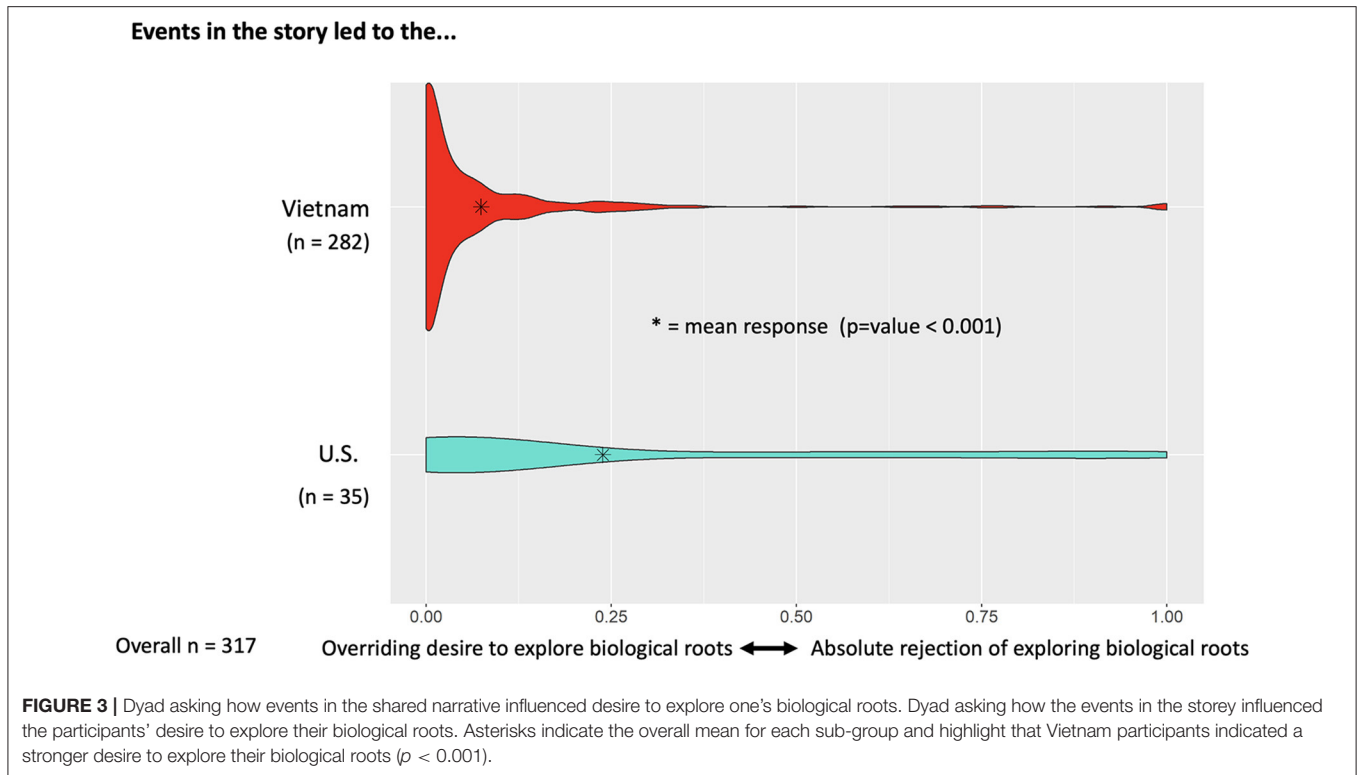 Events in the story led to the...
Vietnam
(n = 282)
* = mean response (p=value < 0.001)
U.S.
(n = 35)
0.00 0.25 0.50 0.75 1.00
Overall n = 317 Overriding desire to explore biological roots ⟷ Absolute rejection of exploring biological roots
FIGURE 3 | Dyad asking how events in the shared narrative influenced desire to explore one's biological roots. Dyad asking how the events in the storey influenced
the participants' desire to explore their biological roots. Asterisks indicate the overall mean for each sub-group and highlight that Vietnam participants indicated a
stronger desire to explore their biological roots (p < 0.001).